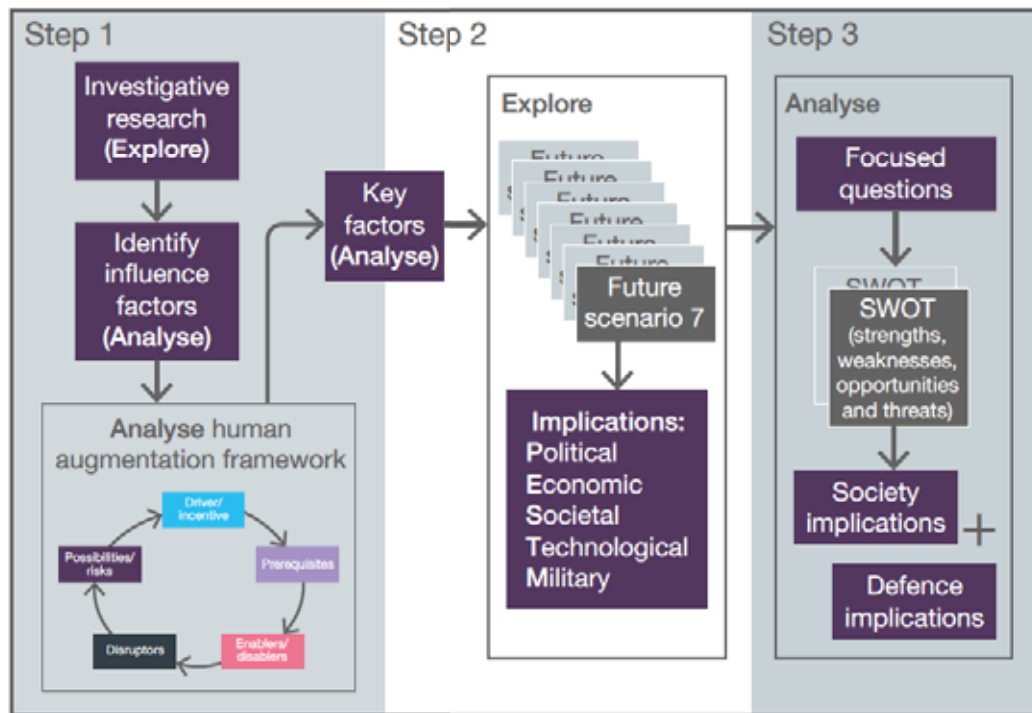 Step 1
Investigative
research
(Explore)
Identify
influence
factors
(Analyse)
Analyse human
augmentation framework
Driver/
incentive
Prerequisites
Enablers/
disablers
Disruptors
Possibilities/
risks
Key
factors
(Analyse)
Step 2
Explore
Future
Future
Future
Future
Future
Future
Future
scenario 7
Implications:
Political
Economic
Societal
Technological
Military
Step 3
Analyse
Focused
questions
SWOT
SWOT
(strengths,
weaknesses,
opportunities
and threats)
Society
implications
+
Defence
implications